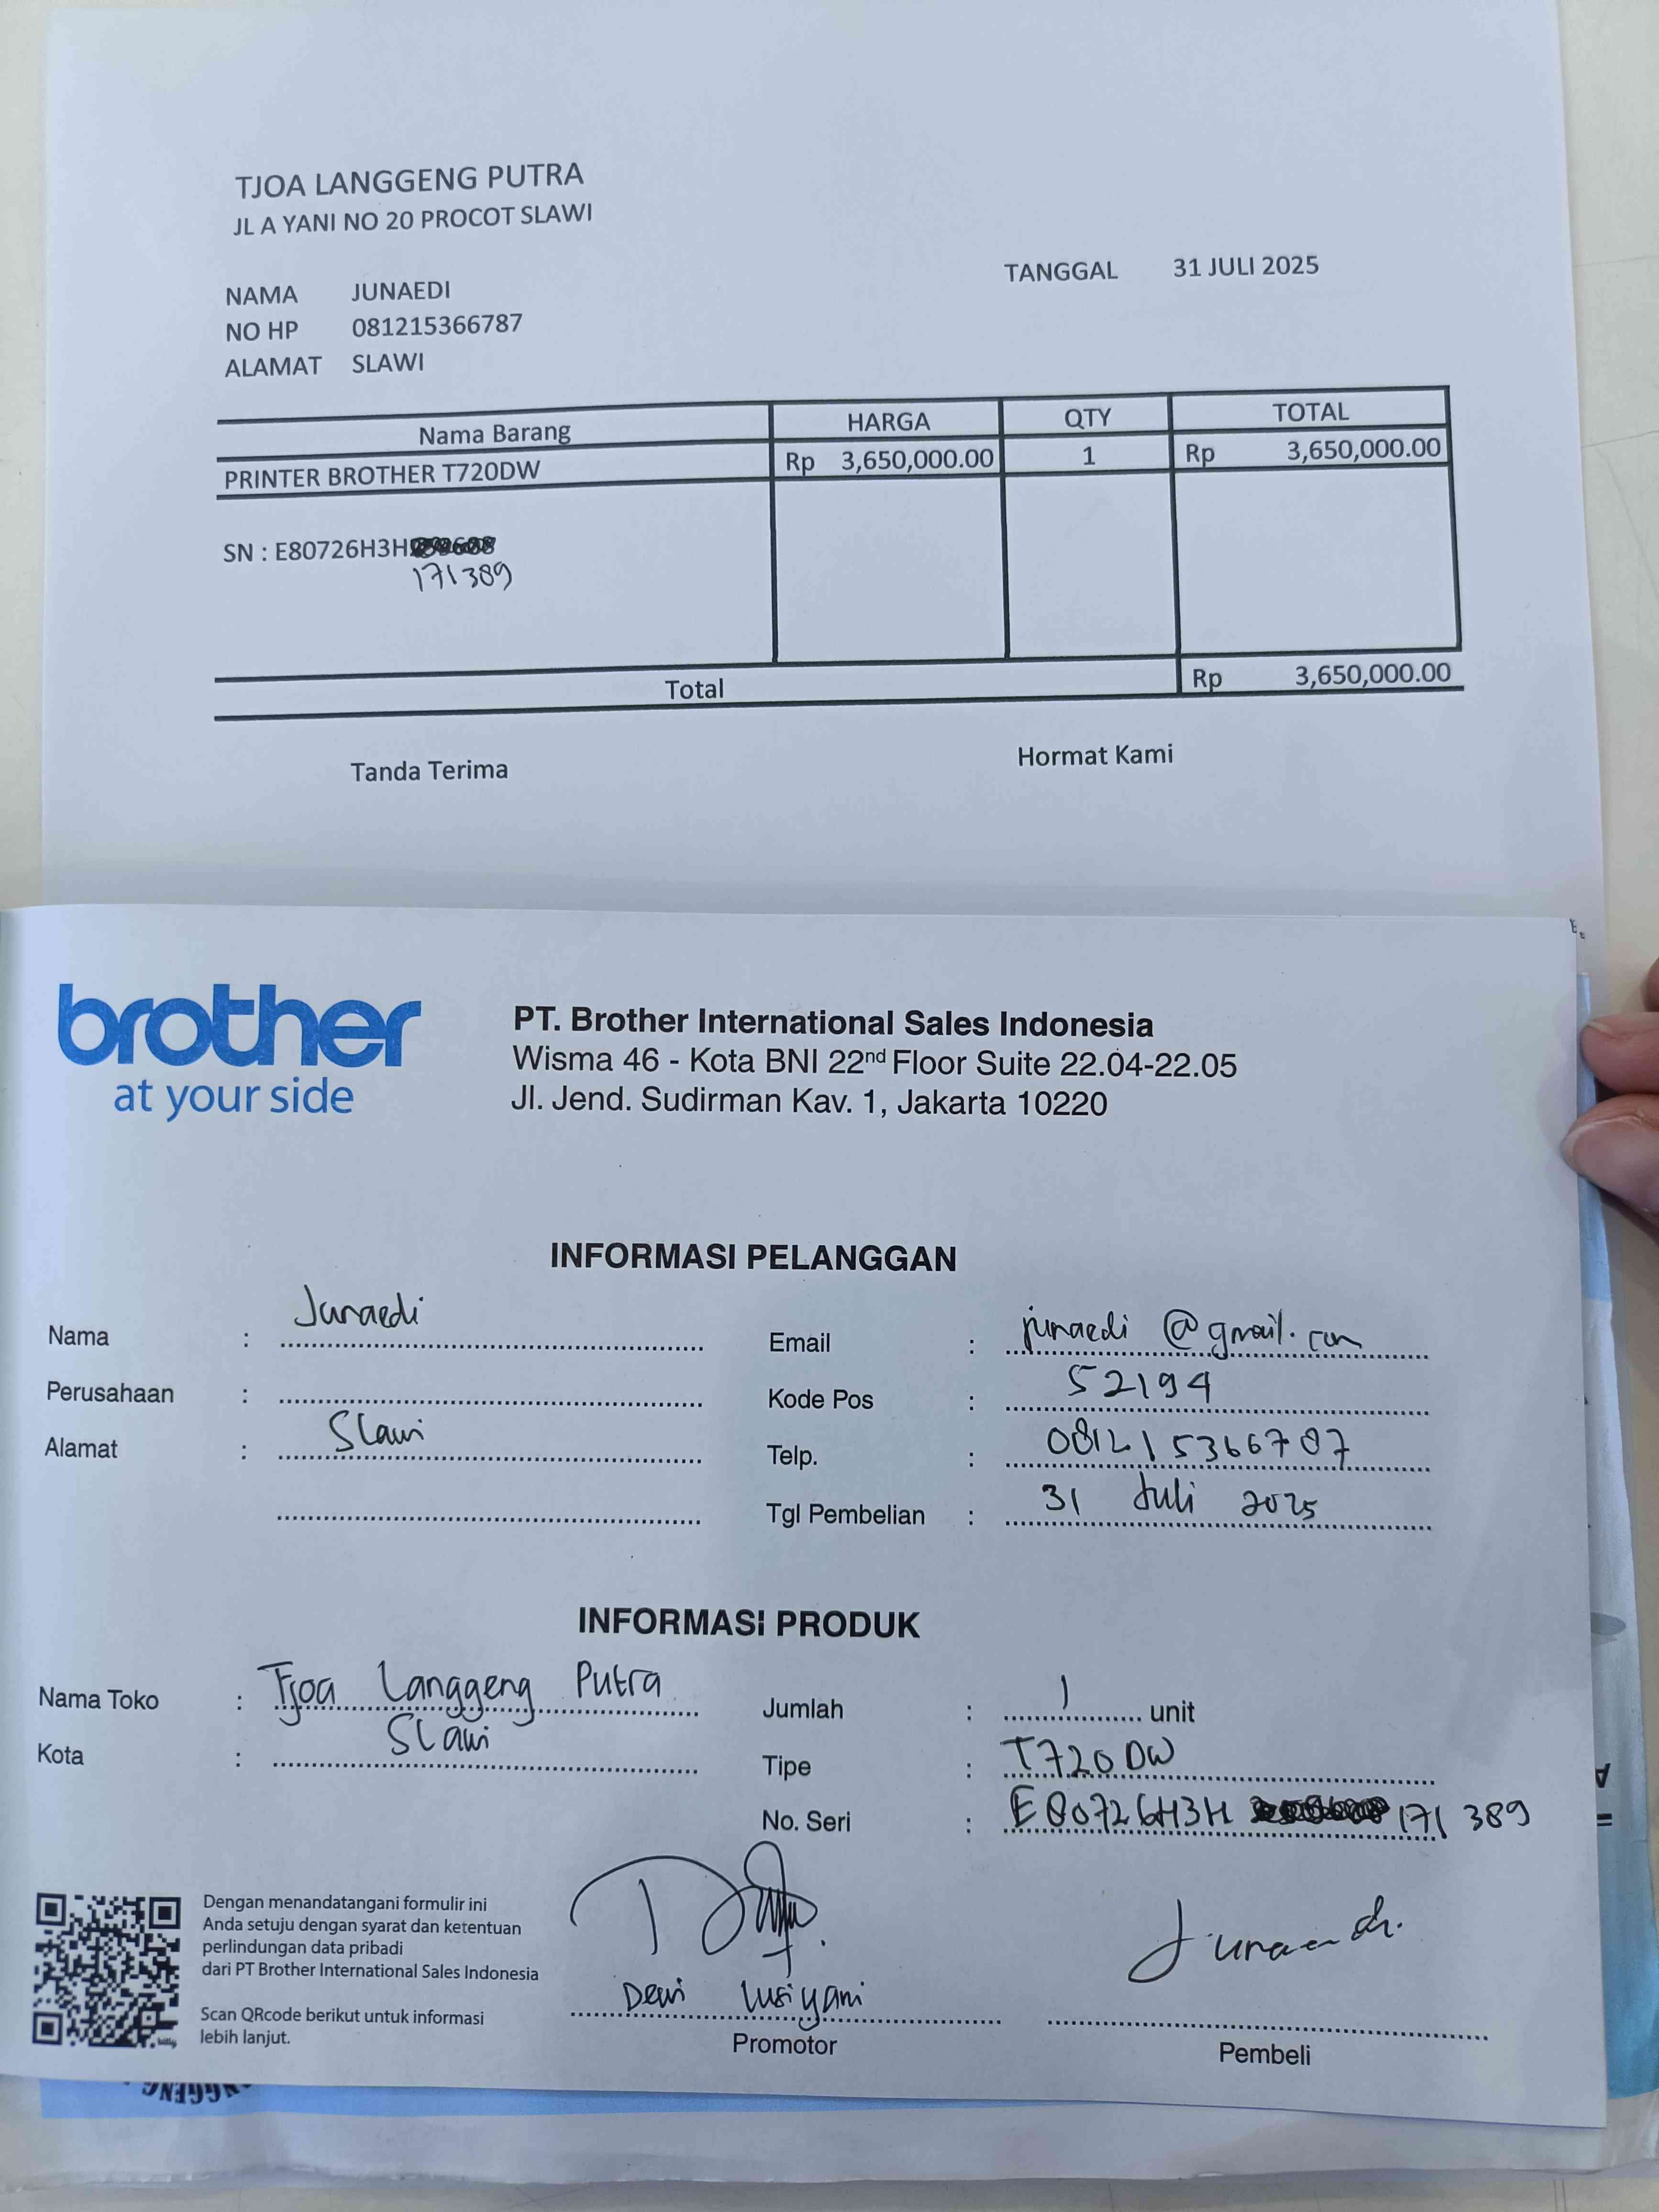 TJOA LANGGENG PUTRA
JL A YANI NO 20 PROCOT SLAWI
TANGGAL 31 JULI 2025
NAMA JUNAEDI
NO HP 081215366787
ALAMAT SLAWI
Nama Barang HARGA QTY TOTAL
PRINTER BROTHER T720DW Rp 3,650,000.00 1 Rp 3,650,000.00
SN : E80726H3H
171389
Total Rp 3,650,000.00
Tanda Terima Hormat Kami
brother
at your side
PT. Brother International Sales Indonesia
Wisma 46 - Kota BNI 22nd Floor Suite 22.04-22.05
Jl. Jend. Sudirman Kav. 1, Jakarta 10220
INFORMASI PELANGGAN
Nama : Junaedi
Perusahaan :
Alamat : Slawi
Email : junaedi @gmail.com
Kode Pos : 52194
Telp. : 081215366787
Tgl Pembelian : 31 Juli 2025
INFORMASI PRODUK
Nama Toko : Tjoa Langgeng Putra
Kota : Slawi
Jumlah : 1 unit
Tipe : T720DW
No. Seri : E80726H3H 171389
Dengan menandatangani formulir ini
Anda setuju dengan syarat dan ketentuan
perlindungan data pribadi
dari PT Brother International Sales Indonesia
Scan QRcode berikut untuk informasi
lebih lanjut.
Dewi Lusiyani
Promotor
Junaedi
Pembeli